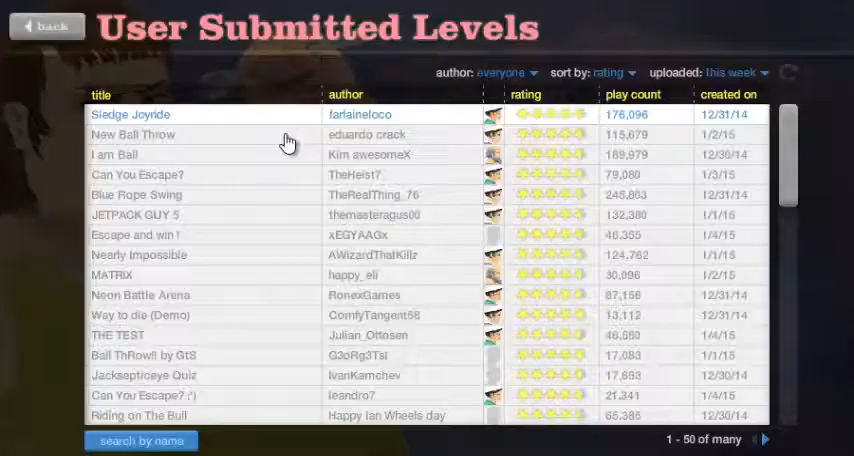 back
User Submitted Levels
author: everyone sort by: rating uploaded: this week
title author rating play count created on
Sledge Joyride farlaineloco 176,096 12/31/14
New Ball Throw eduardo crack 115,679 1/2/15
I am Ball Kim awesomeX 189,979 12/30/14
Can You Escape? TheHeist7 79,080 1/3/15
Blue Rope Swing TheRealThing_76 12/31/14
JETPACK GUY 5 themasteragus00 132,380 1/1/15
Escape and win ! xEGYAAGx 46,355 1/4/15
Nearly Impossible AWizardThatKillz 124,762 1/1/15
MATRIX happy_eli 30,096 1/2/15
Neon Battle Arena RonexGames 87,156 12/31/14
Way to die (Demo) ComfyTangent58 13,112 12/31/14
THE TEST Julian_Ottosen 1/4/15
Ball ThRow!! by GtS G3oRg3TsI 17,083 1/1/15
Jacksepticeye Quiz IvanKamchev 17,653 12/30/14
Can You Escape? :') leandro7 21,341 1/4/15
Riding on The Bull Happy Ian Wheels day 65,385 12/30/14
search by name 1 - 50 of many